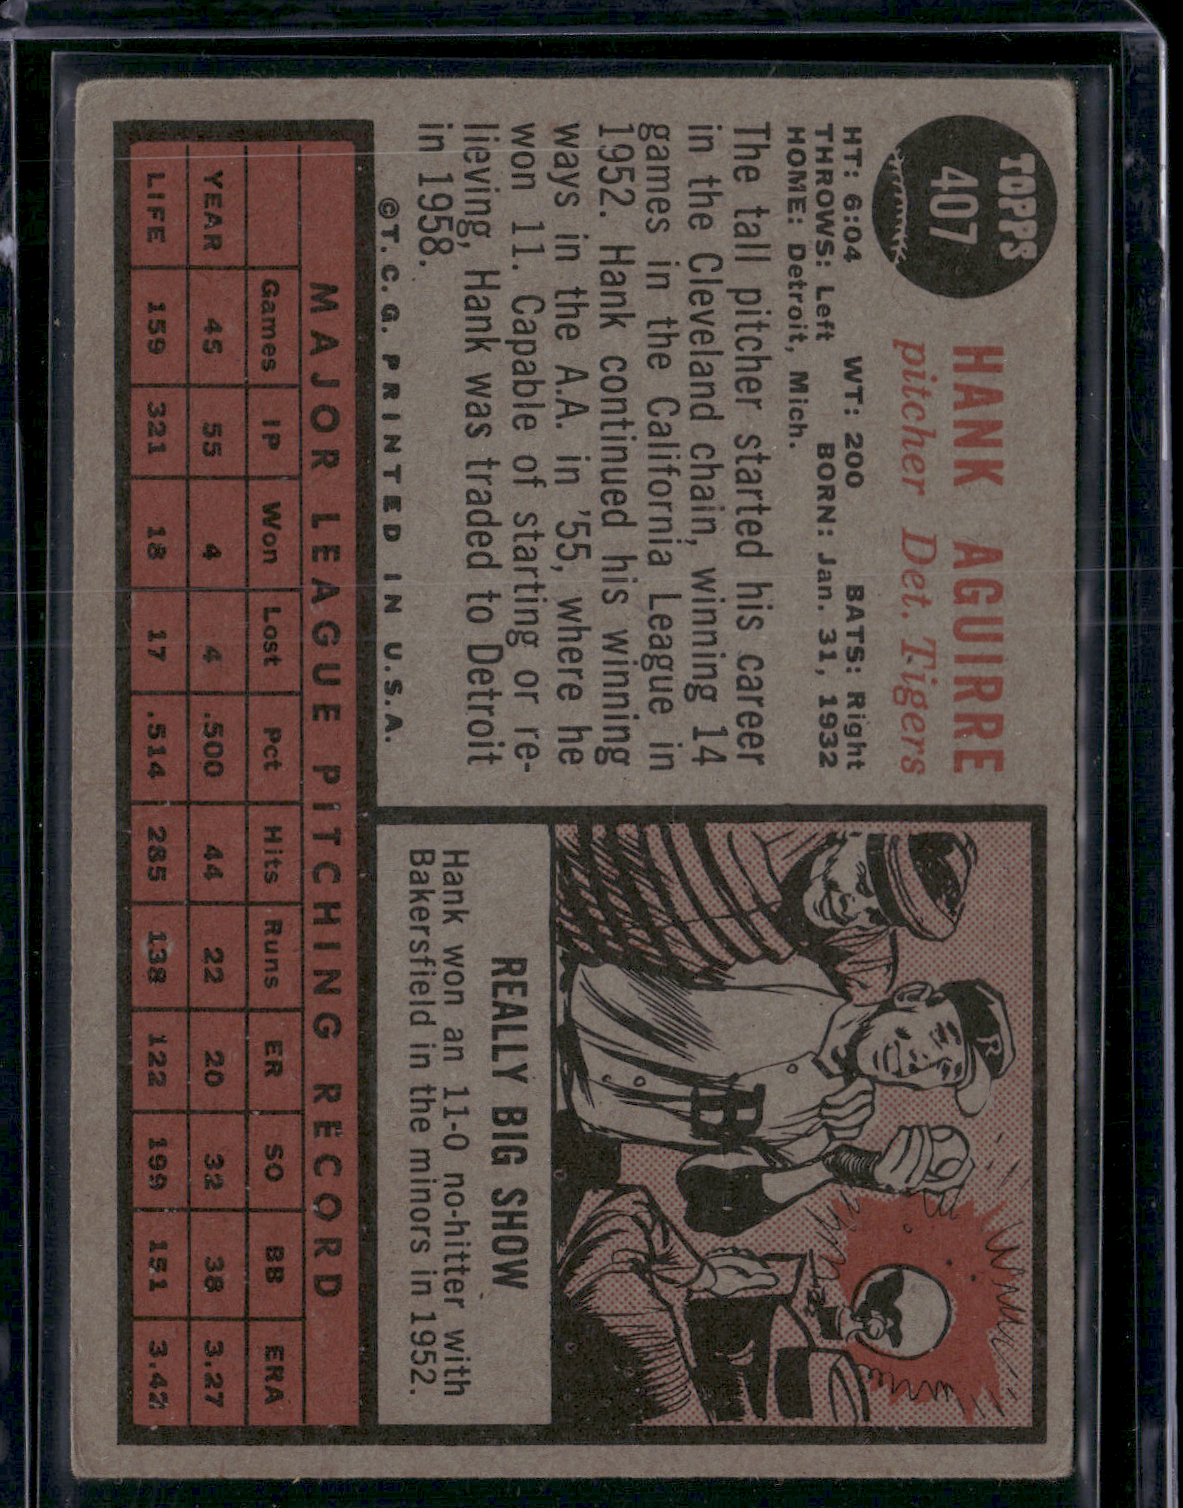 TOPPS
407
HANK AGUIRRE
pitcher Det. Tigers
HT: 6:04 WT: 200 BATS: Right
THROWS: Left BORN: Jan. 31, 1932
HOME: Detroit, Mich.
The tall pitcher started his career
in the Cleveland chain, winning 14
games in the California League in
1952. Hank continued his winning
ways in the A.A. in '55, where he
won 11. Capable of starting or re-
lieving, Hank was traded to Detroit
in 1958.
©T.C.G. PRINTED IN U.S.A.
R
B
REALLY BIG SHOW
Hank won an 11-0 no-hitter with
Bakersfield in the minors in 1952.
MAJOR LEAGUE PITCHING RECORD
Games IP Won Lost Pct Hits Runs ER SO BB ERA
YEAR 45 55 4 4 .500 44 22 20 32 38 3.27
LIFE 159 321 18 17 .514 285 138 122 199 151 3.42